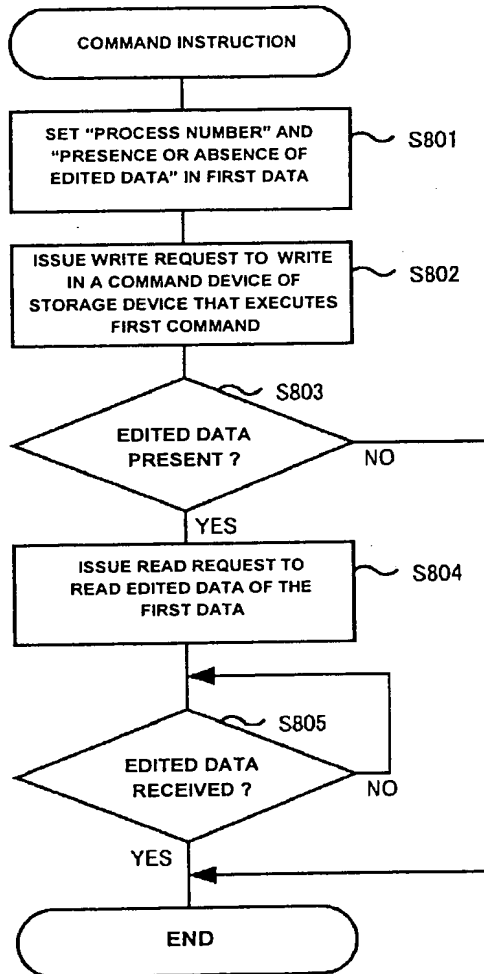 COMMAND INSTRUCTION
SET "PROCESS NUMBER" AND
"PRESENCE OR ABSENCE OF
EDITED DATA" IN FIRST DATA
S801
ISSUE WRITE REQUEST TO WRITE
IN A COMMAND DEVICE OF
STORAGE DEVICE THAT EXECUTES
FIRST COMMAND
S802
S803
EDITED DATA
PRESENT ?
NO
YES
ISSUE READ REQUEST TO
READ EDITED DATA OF THE
FIRST DATA
S804
S805
EDITED DATA
RECEIVED ?
NO
YES
END